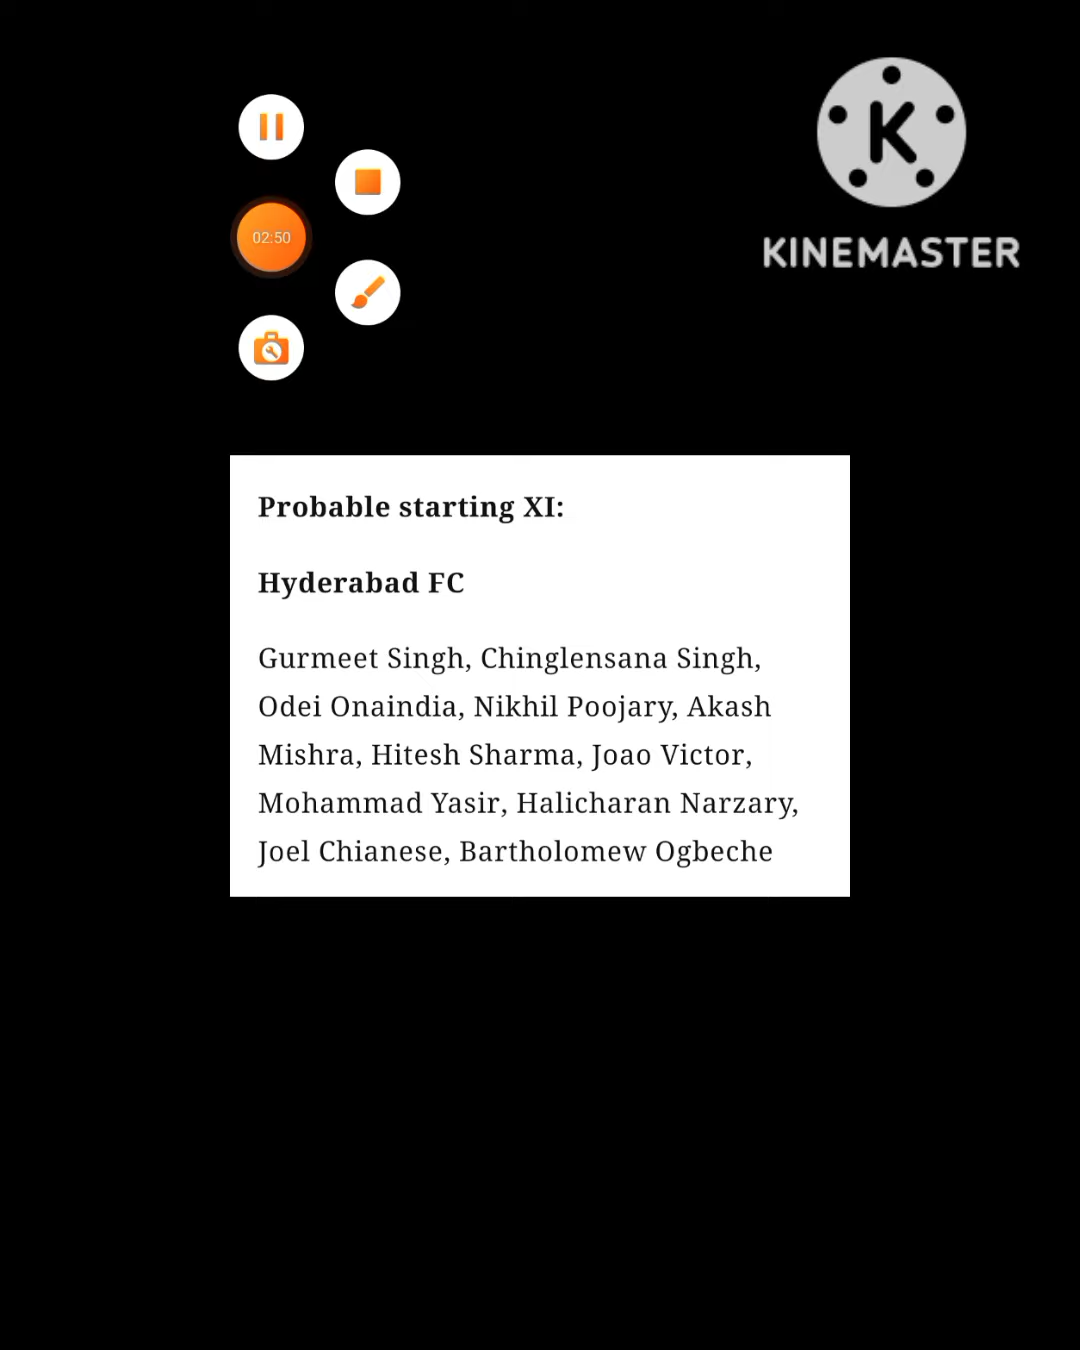 K
KINEMASTER
02:50
Probable starting XI:
Hyderabad FC
Gurmeet Singh, Chinglensana Singh,
Odei Onaindia, Nikhil Poojary, Akash
Mishra, Hitesh Sharma, Joao Victor,
Mohammad Yasir, Halicharan Narzary,
Joel Chianese, Bartholomew Ogbeche